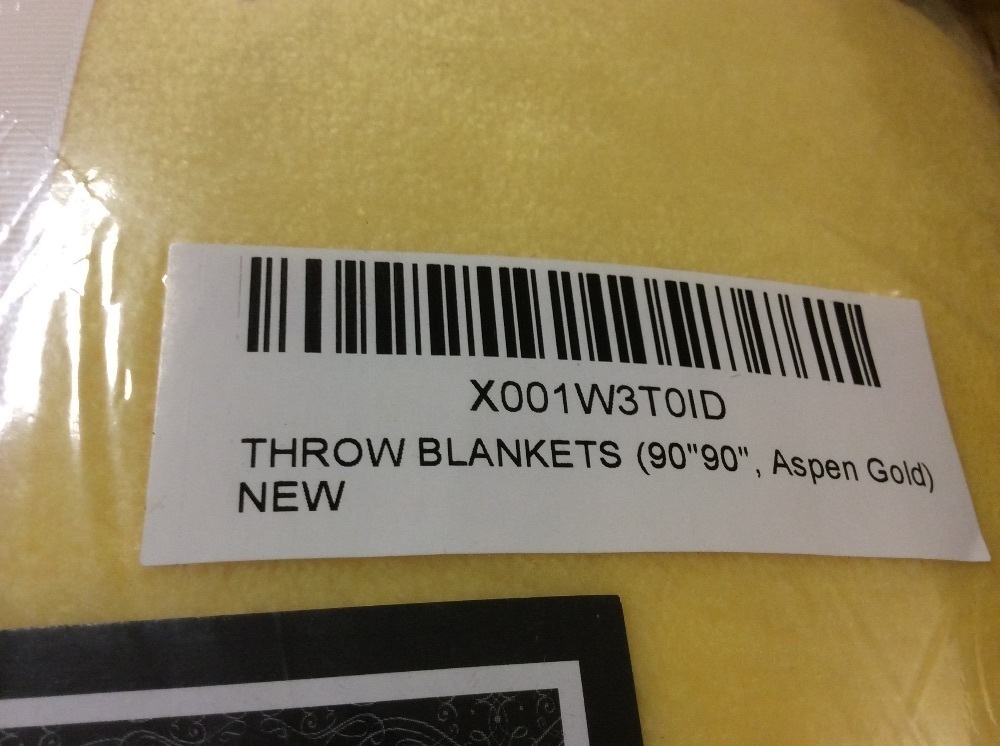 X001W3T0ID
THROW BLANKETS (90"90", Aspen Gold)
NEW